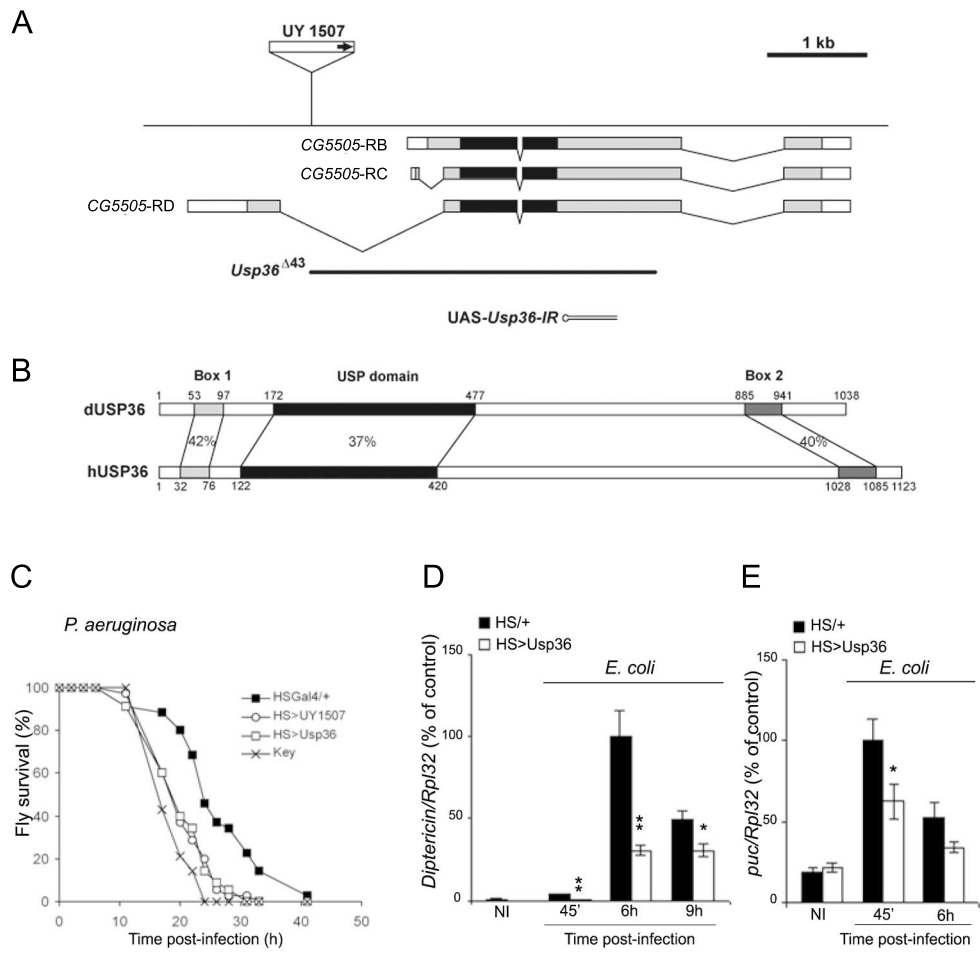 A
UY 1507
1 kb
CG5505-RB
CG5505-RC
CG5505-RD
Usp36Δ43
UAS-Usp36-IR
B
Box 1
USP domain
Box 2
1 53 97 172 477 885 941 1038
dUSP36
42% 37% 40%
hUSP36
1 32 76 122 420 1028 1085 1123
C
P. aeruginosa
100
80
60
40
20
0
Fly survival (%)
HSGal4/+
HS>UY1507
HS>Usp36
Key
0 10 20 30 40 50
Time post-infection (h)
D
HS/+
HS>Usp36
E. coli
150
100
50
0
Diptericin/Rpl32 (% of control)
**
**
*
NI 45' 6h 9h
Time post-infection
E
HS/+
HS>Usp36
E. coli
150
100
50
0
puc/Rpl32 (% of control)
*
NI 45' 6h
Time post-infection